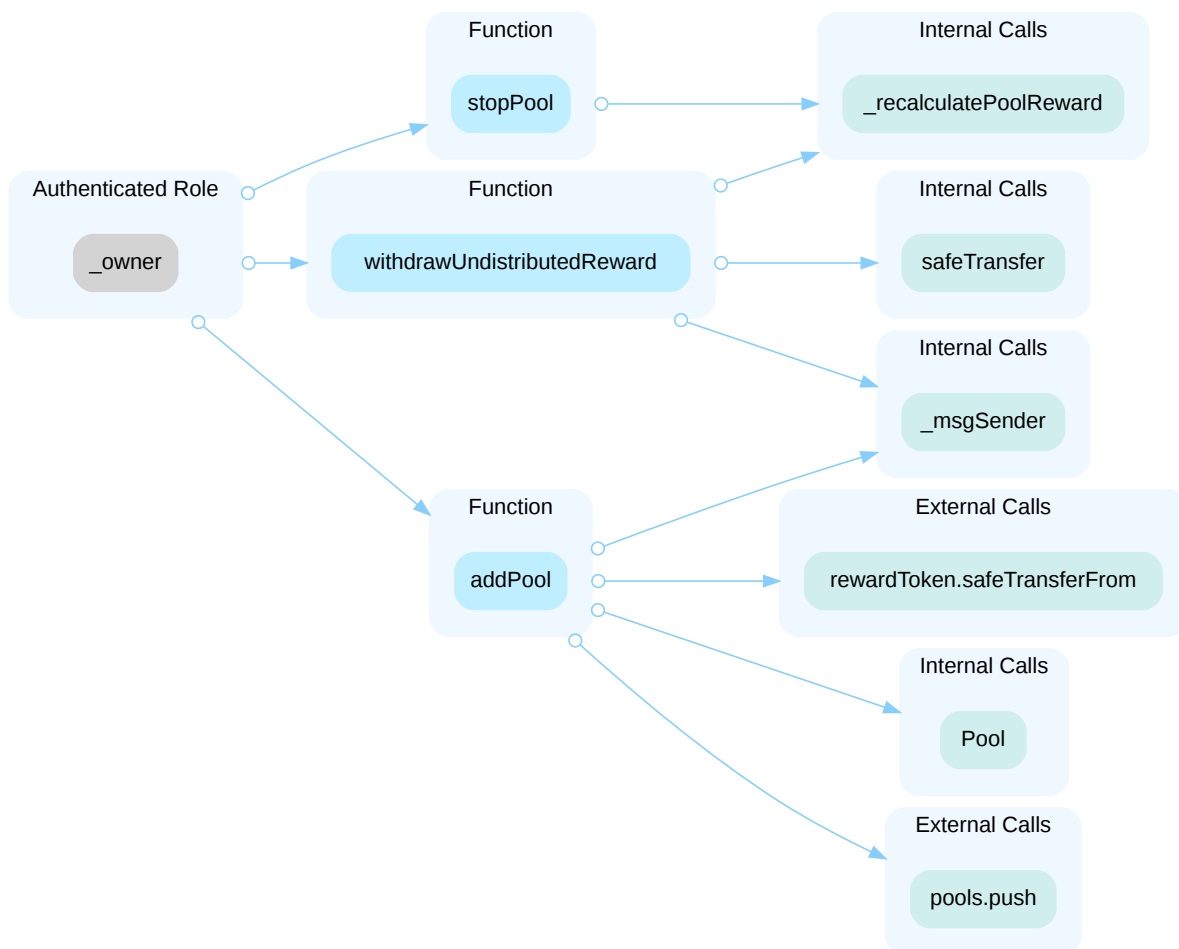 Function
stopPool
Internal Calls
_recalculatePoolReward
Authenticated Role
_owner
Function
withdrawUndistributedReward
Internal Calls
safeTransfer
Internal Calls
_msgSender
Function
addPool
External Calls
rewardToken.safeTransferFrom
Internal Calls
Pool
External Calls
pools.push